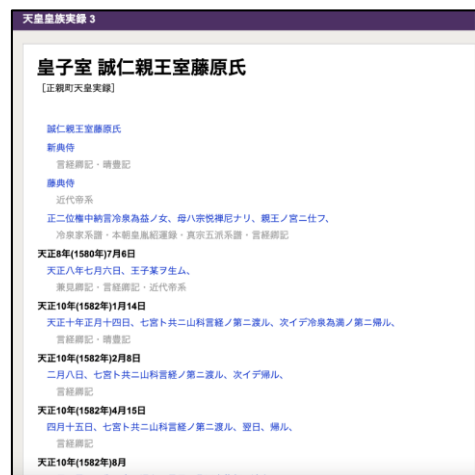 天皇皇族実録 3
皇子室 誠仁親王室藤原氏
［正親町天皇実録］
誠仁親王室藤原氏
新典侍
言経卿記・晴豊記
藤典侍
近代帝系
正二位権中納言冷泉為益ノ女、母ハ宗悦禅尼ナリ、親王ノ宮ニ仕フ、
冷泉家系譜・本朝皇胤紹運録・真宗五派系譜・言経卿記
天正8年(1580年)7月6日
天正八年七月六日、王子某ヲ生ム、
兼見卿記・言経卿記・近代帝系
天正10年(1582年)1月14日
天正十年正月十四日、七宮ト共ニ山科言経ノ第ニ渡ル、次イデ冷泉為満ノ第ニ帰ル、
言経卿記・晴豊記
天正10年(1582年)2月8日
二月八日、七宮ト共ニ山科言経ノ第ニ渡ル、次イデ帰ル、
言経卿記
天正10年(1582年)4月15日
四月十五日、七宮ト共ニ山科言経ノ第ニ渡ル、翌日、帰ル、
言経卿記
天正10年(1582年)8月